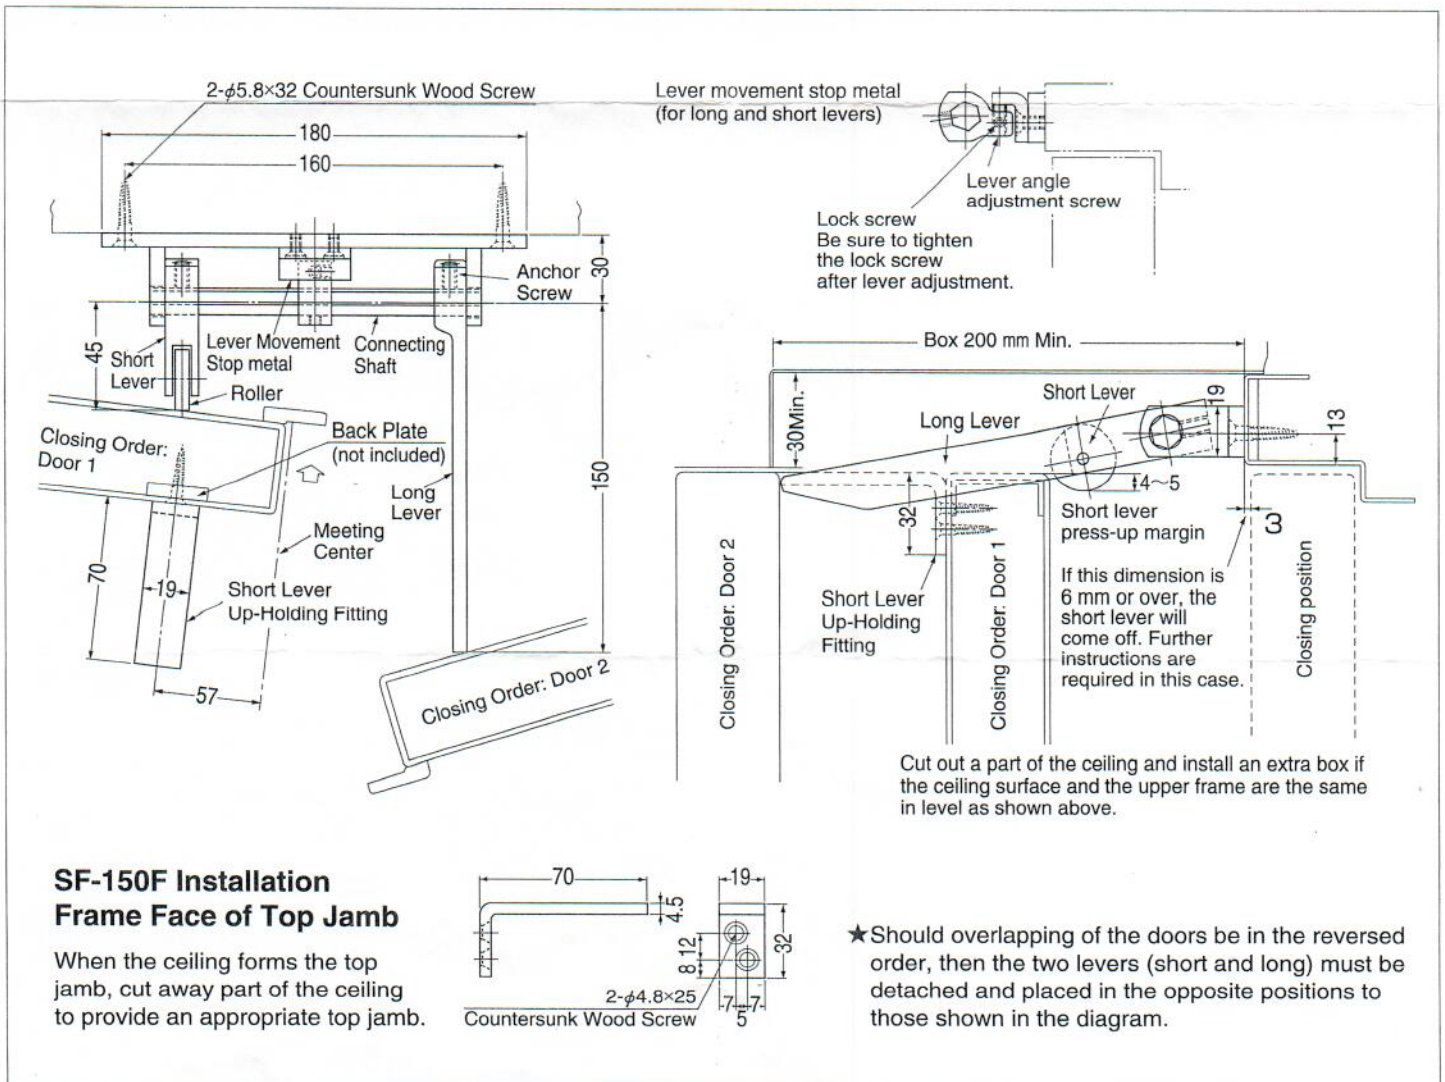 2-φ5.8×32 Countersunk Wood Screw
180
160
30
Anchor
Screw
45
Short
Lever
Lever Movement
Stop metal
Connecting
Shaft
Roller
Closing Order:
Door 1
Back Plate
(not included)
Long
Lever
150
Meeting
Center
70
19
Short Lever
Up-Holding Fitting
57
Closing Order: Door 2
Lever movement stop metal
(for long and short levers)
Lever angle
adjustment screw
Lock screw
Be sure to tighten
the lock screw
after lever adjustment.
Box 200 mm Min.
30Min.
Long Lever
Short Lever
19
13
4~5
32
Short lever
press-up margin
3
If this dimension is
6 mm or over, the
short lever will
come off. Further
instructions are
required in this case.
Short Lever
Up-Holding
Fitting
Closing Order: Door 2
Closing Order: Door 1
Closing position
Cut out a part of the ceiling and install an extra box if
the ceiling surface and the upper frame are the same
in level as shown above.
SF-150F Installation
Frame Face of Top Jamb
When the ceiling forms the top
jamb, cut away part of the ceiling
to provide an appropriate top jamb.
70
4.5
19
32
12
8
7
5
7
2-φ4.8×25
Countersunk Wood Screw
★Should overlapping of the doors be in the reversed
order, then the two levers (short and long) must be
detached and placed in the opposite positions to
those shown in the diagram.